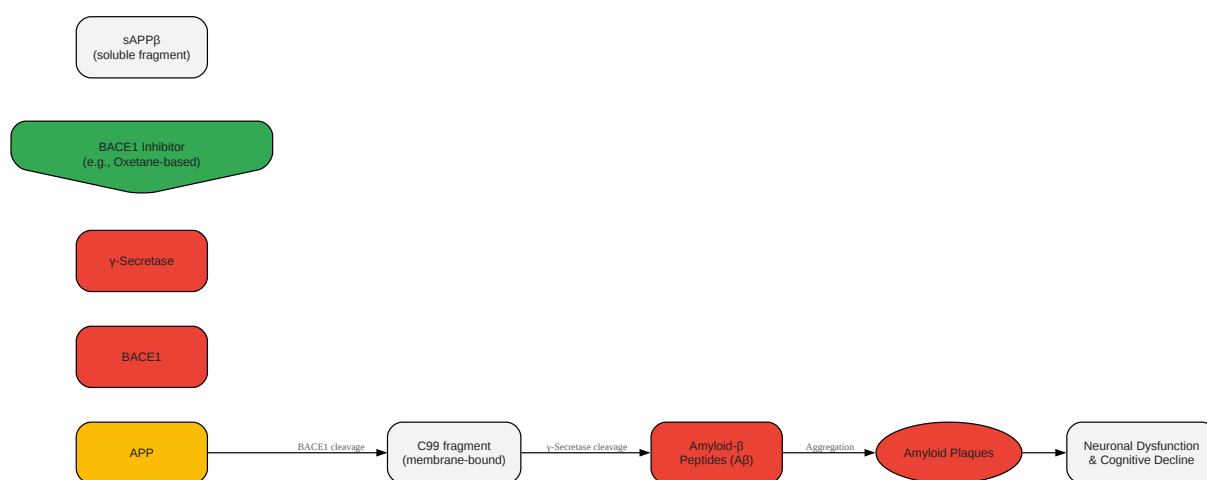 sAPPβ
(soluble fragment)
BACE1 Inhibitor
(e.g., Oxetane-based)
γ-Secretase
BACE1
APP
BACE1 cleavage
C99 fragment
(membrane-bound)
γ-Secretase cleavage
Amyloid-β
Peptides (Aβ)
Aggregation
Amyloid Plaques
Neuronal Dysfunction
& Cognitive Decline